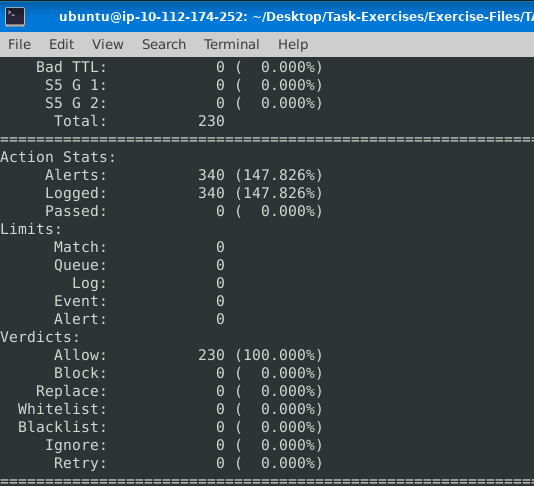 ubuntu@ip-10-112-174-252: ~/Desktop/Task-Exercises/Exercise-Files/TA
File Edit View Search Terminal Help
Bad TTL: 0 ( 0.000%)
S5 G 1: 0 ( 0.000%)
S5 G 2: 0 ( 0.000%)
Total: 230
===============================================================
Action Stats:
Alerts: 340 (147.826%)
Logged: 340 (147.826%)
Passed: 0 ( 0.000%)
Limits:
Match: 0
Queue: 0
Log: 0
Event: 0
Alert: 0
Verdicts:
Allow: 230 (100.000%)
Block: 0 ( 0.000%)
Replace: 0 ( 0.000%)
Whitelist: 0 ( 0.000%)
Blacklist: 0 ( 0.000%)
Ignore: 0 ( 0.000%)
Retry: 0 ( 0.000%)
===============================================================